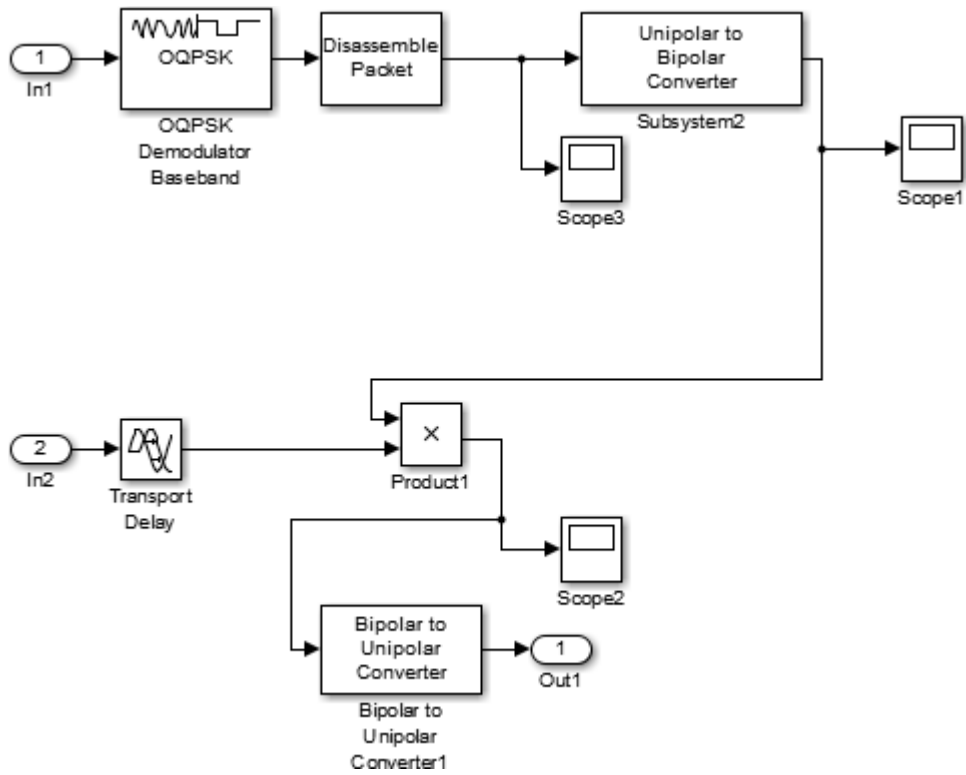 1
In1
OQPSK
OQPSK
Demodulator
Baseband
Disassemble
Packet
Scope3
Unipolar to
Bipolar
Converter
Subsystem2
Scope1
2
In2
Transport
Delay
×
Product1
Scope2
Bipolar to
Unipolar
Converter
Bipolar to
Unipolar
Converter1
1
Out1